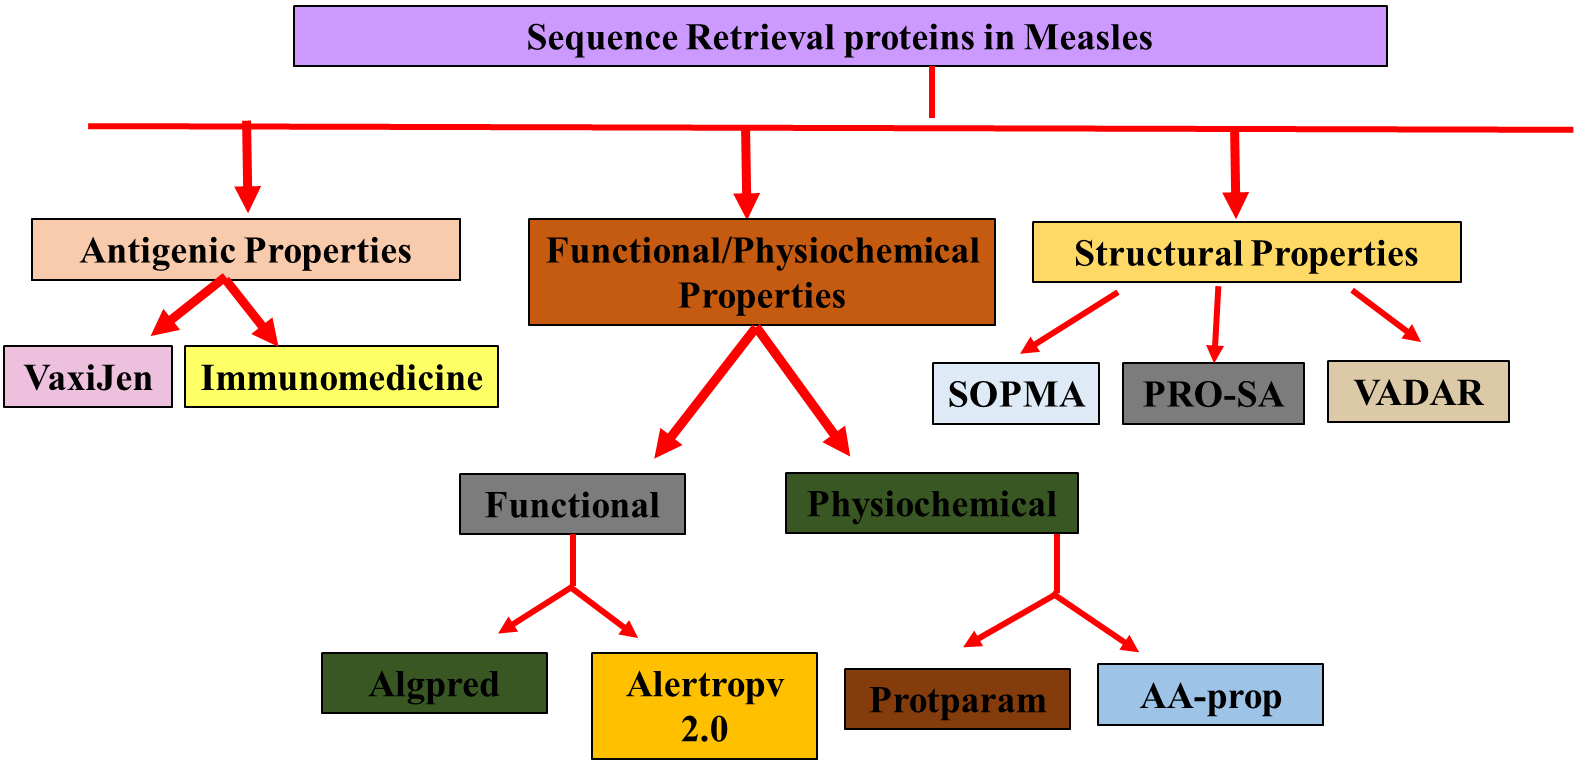 Sequence Retrieval proteins in Measles
Antigenic Properties
Functional/Physiochemical
Properties
Structural Properties
VaxiJen
Immunomedicine
SOPMA
PRO-SA
VADAR
Functional
Physiochemical
Algpred
Alertropv
2.0
Protparam
AA-prop